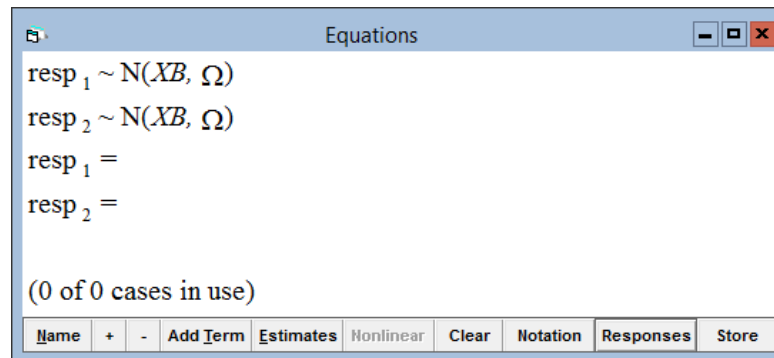 Equations
resp 1 ~ N(XB, Ω)
resp 2 ~ N(XB, Ω)
resp 1 =
resp 2 =
(0 of 0 cases in use)
Name + - Add Term Estimates Nonlinear Clear Notation Responses Store